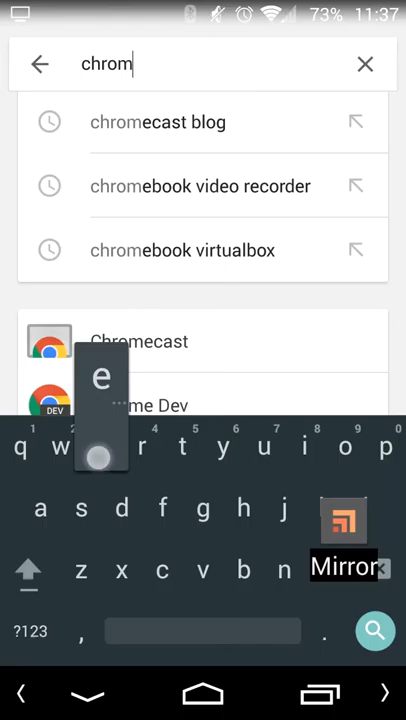 73% 11:37
chrom
chromecast blog
chromebook video recorder
chromebook virtualbox
Chromecast
DEV
me Dev
e
1 2 4 5 6 7 8 9 0
q w r t y u i o p
a s d f g h j
Mirror
z x c v b n
?123 , .